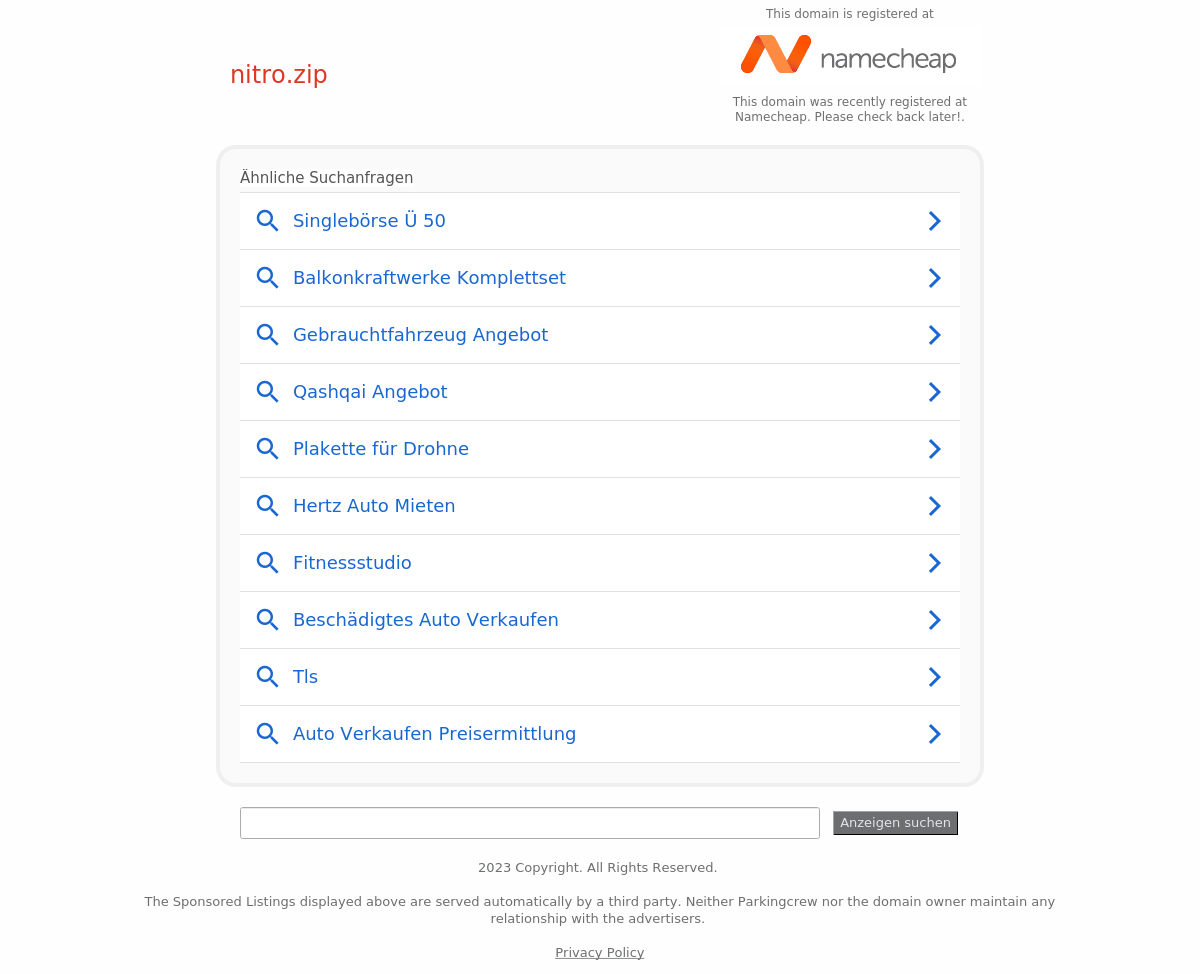 This domain is registered at
namecheap
nitro.zip
This domain was recently registered at
Namecheap. Please check back later!.
Ähnliche Suchanfragen
Singlebörse Ü 50
Balkonkraftwerke Komplettset
Gebrauchtfahrzeug Angebot
Qashqai Angebot
Plakette für Drohne
Hertz Auto Mieten
Fitnessstudio
Beschädigtes Auto Verkaufen
Tls
Auto Verkaufen Preisermittlung
Anzeigen suchen
2023 Copyright. All Rights Reserved.
The Sponsored Listings displayed above are served automatically by a third party. Neither Parkingcrew nor the domain owner maintain any
relationship with the advertisers.
Privacy Policy